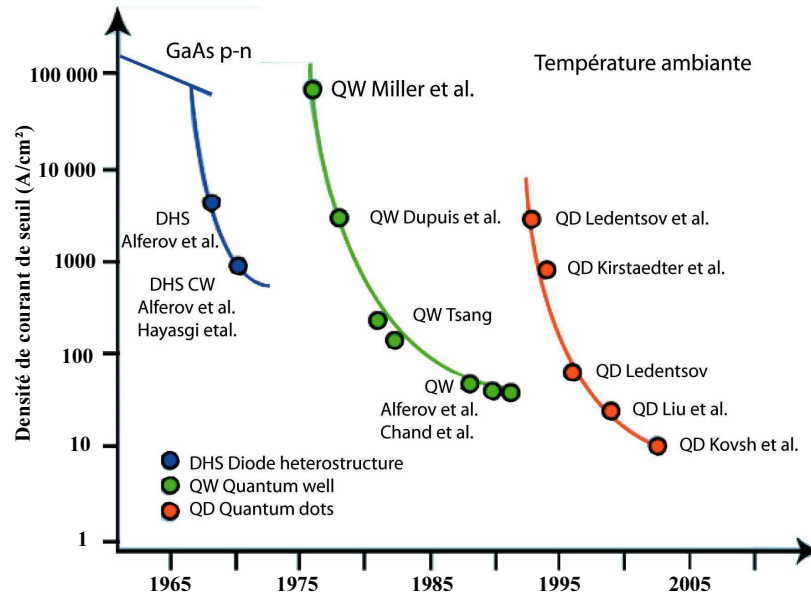 Densité de courant de seuil (A/cm²)
100 000
10 000
1000
100
10
1
GaAs p-n
Température ambiante
QW Miller et al.
DHS
Alferov et al.
QW Dupuis et al.
QD Ledentsov et al.
DHS CW
Alferov et al.
Hayasgi etal.
QD Kirstaedter et al.
QW Tsang
QW
Alferov et al.
Chand et al.
QD Ledentsov
QD Liu et al.
QD Kovsh et al.
DHS Diode heterostructure
QW Quantum well
QD Quantum dots
1965
1975
1985
1995
2005